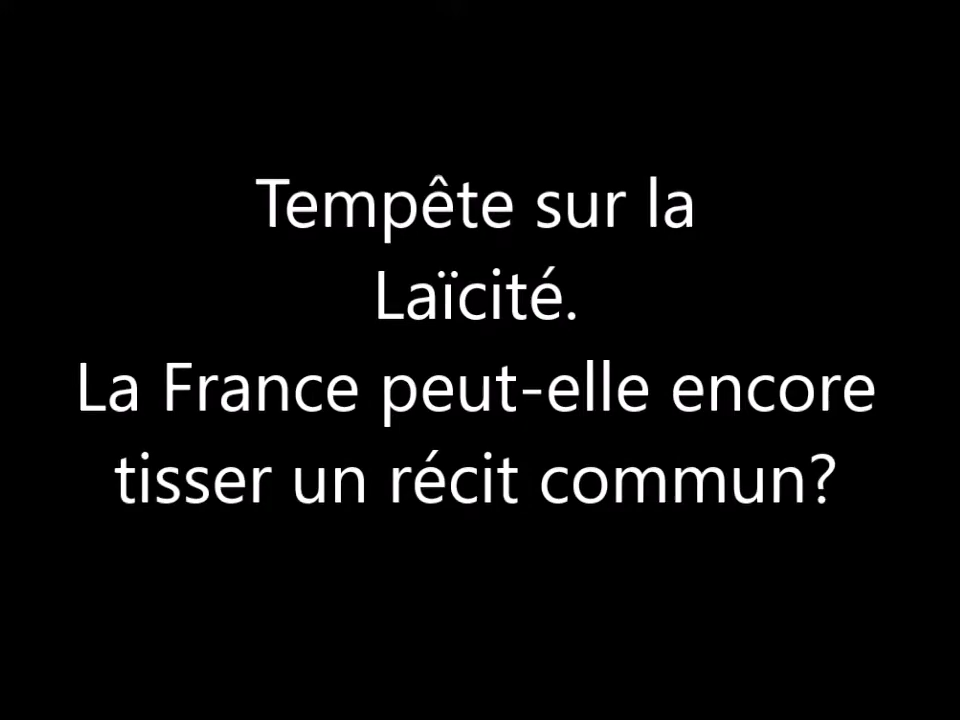 Tempête sur la
Laïcité.
La France peut-elle encore
tisser un récit commun?